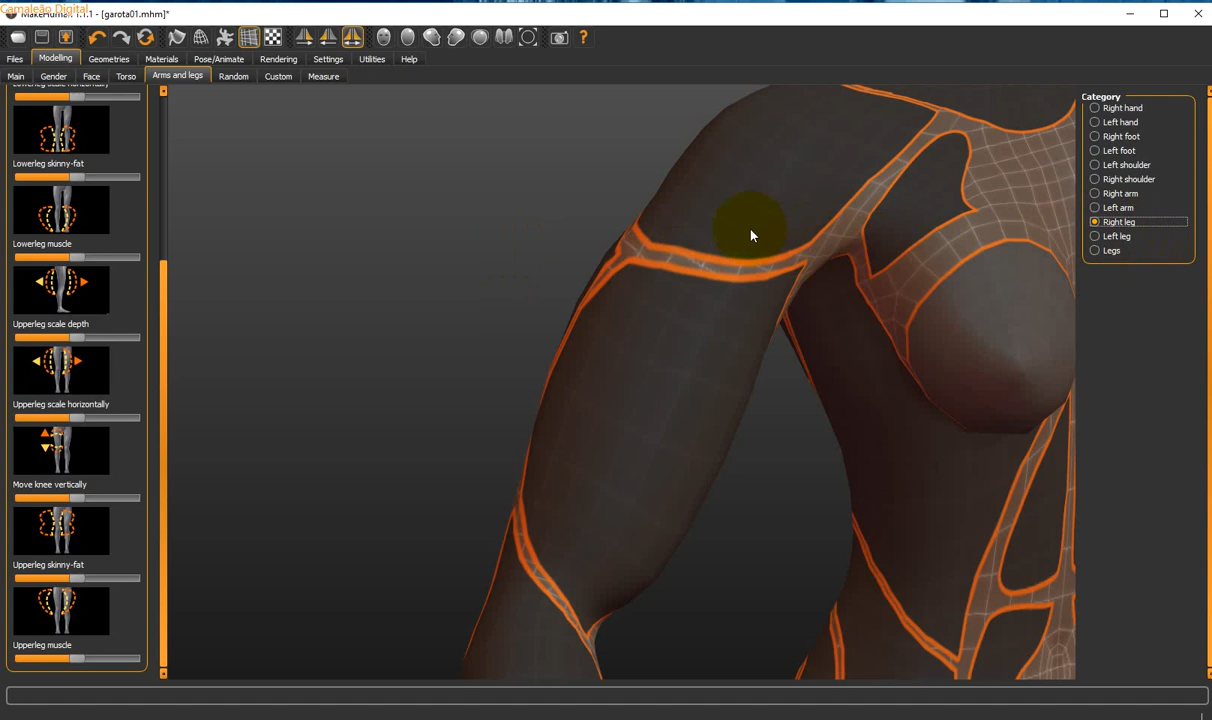 Camaleão Digital
MakeHuman 1.1.1 - [garota01.mhm]*
Files
Modelling
Geometries
Materials
Pose/Animate
Rendering
Settings
Utilities
Help
Main
Gender
Face
Torso
Arms and legs
Random
Custom
Measure
Lowerleg scale horizontally
Lowerleg skinny-fat
Lowerleg muscle
Upperleg scale depth
Upperleg scale horizontally
Move knee vertically
Upperleg skinny-fat
Upperleg muscle
Category
Right hand
Left hand
Right foot
Left foot
Left shoulder
Right shoulder
Right arm
Left arm
Right leg
Left leg
Legs